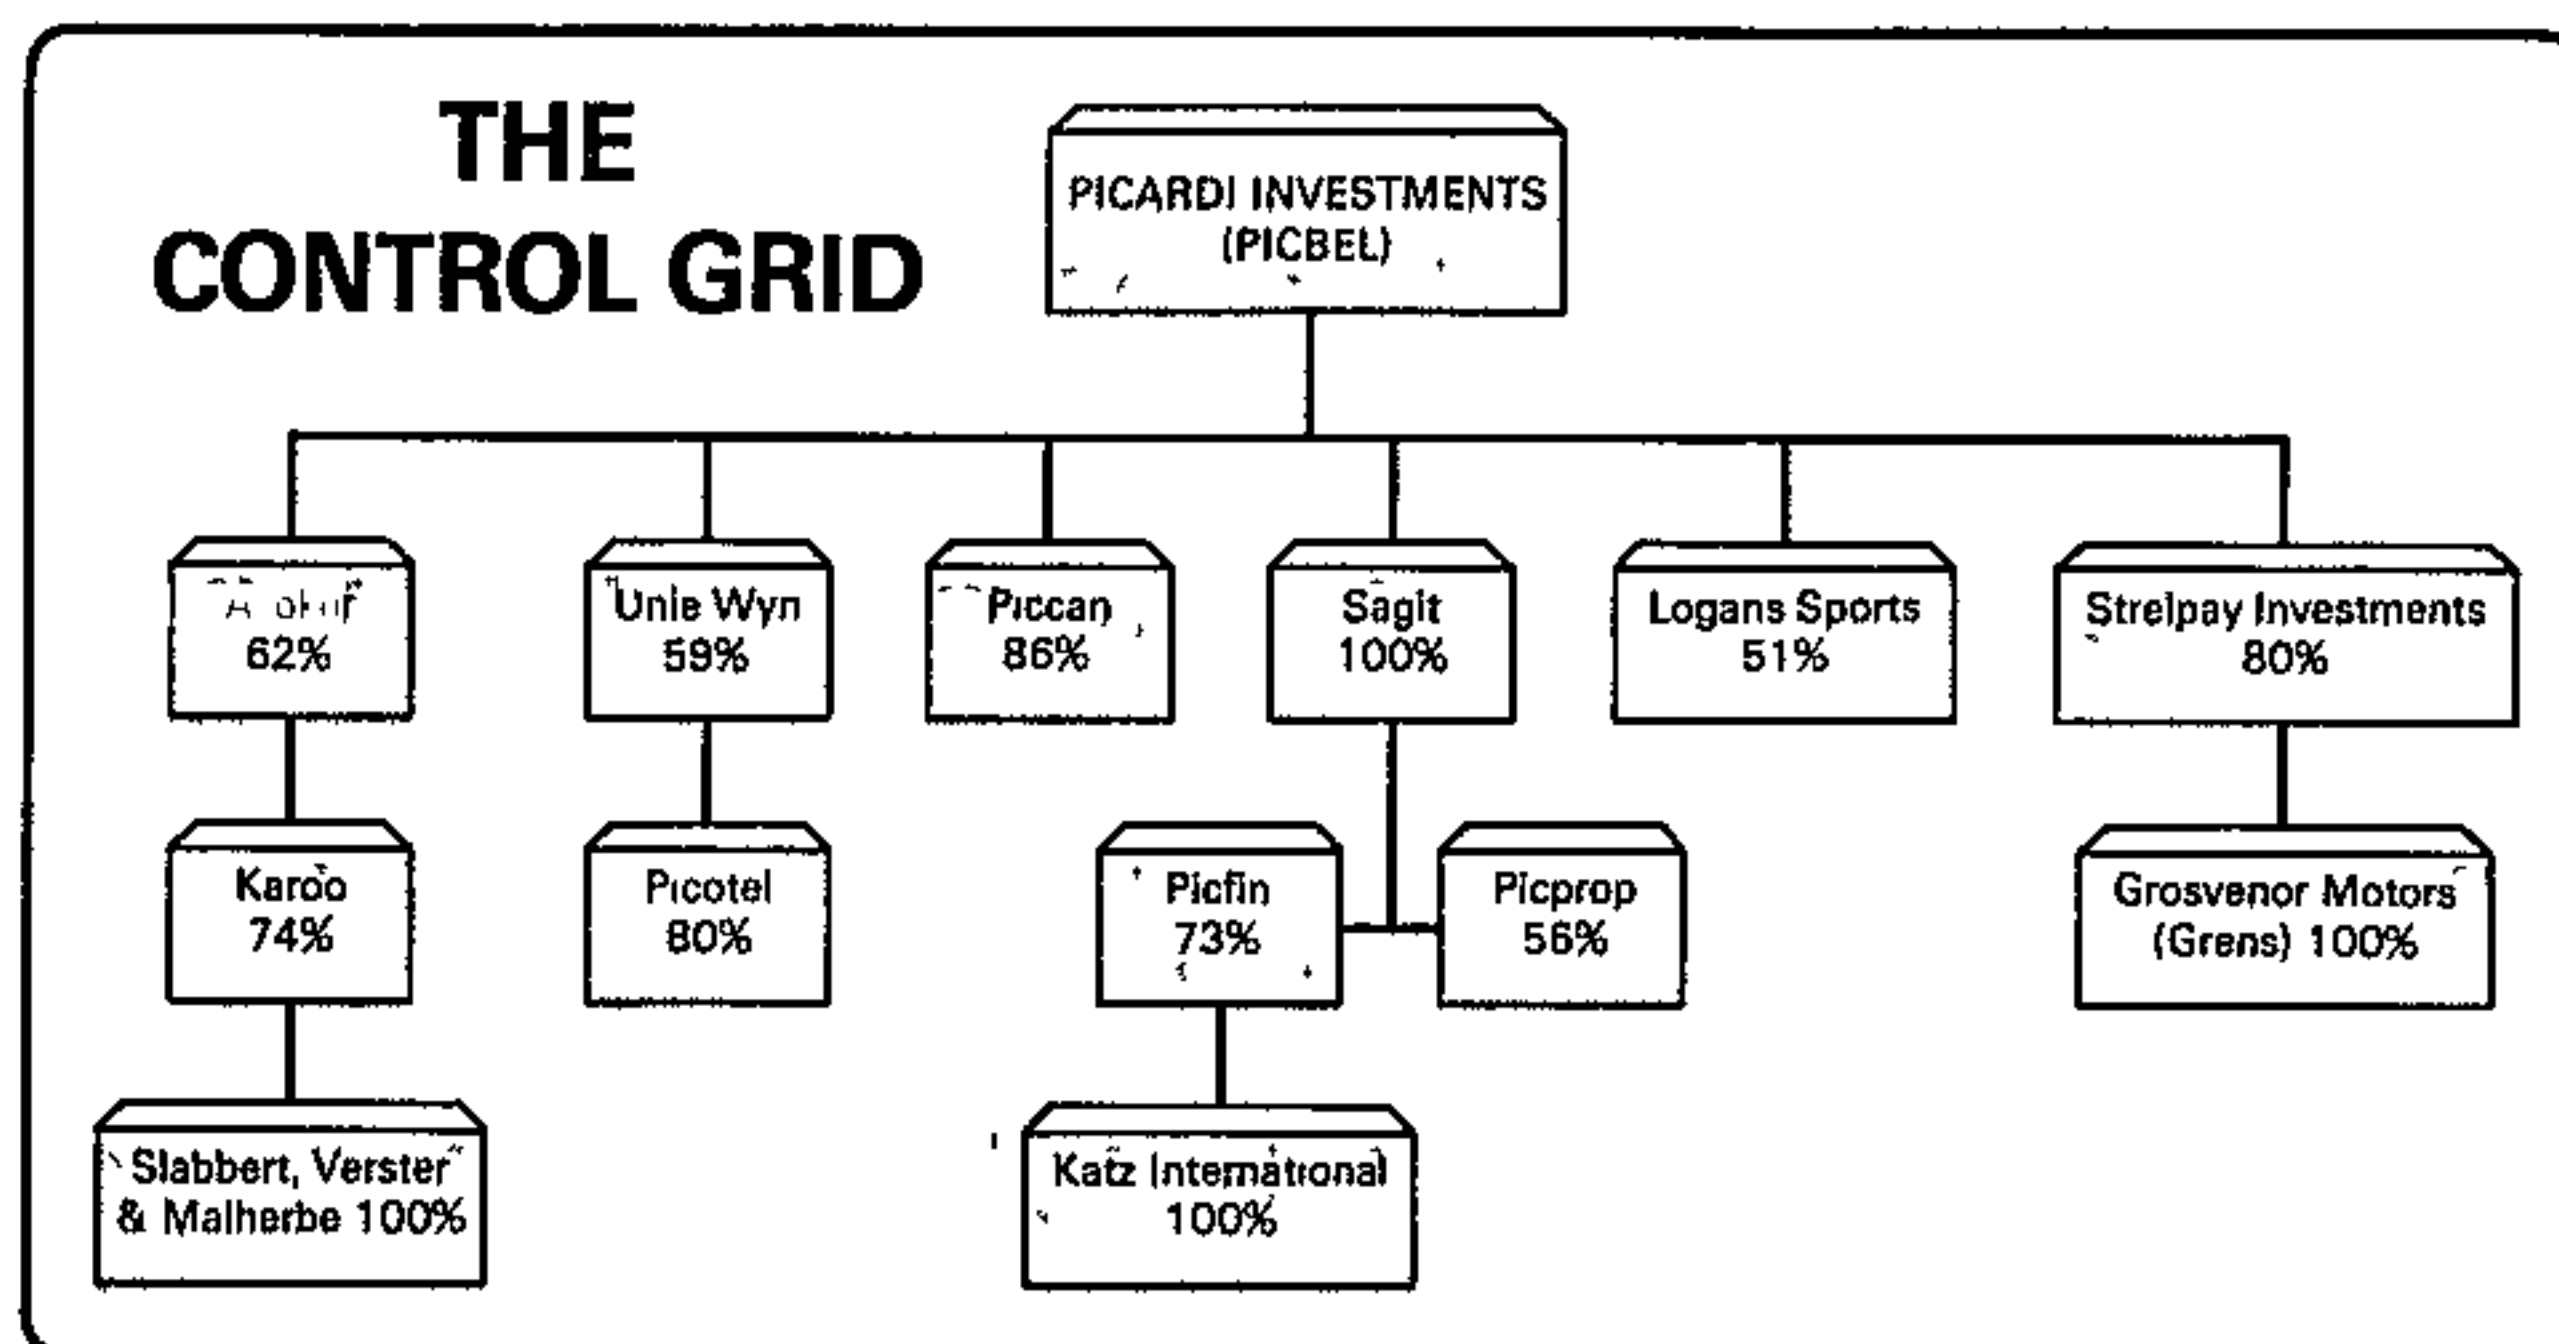 THE
CONTROL GRID
PICARDI INVESTMENTS
(PICBEL)
62%
Unie Wyn
59%
Piccan
86%
Sagit
100%
Logans Sports
51%
Strelpay Investments
80%
Karoo
74%
Picotel
80%
Picfin
73%
Picprop
56%
Grosvenor Motors
(Grens) 100%
Slabbert, Verster
& Malherbe 100%
Katz International
100%